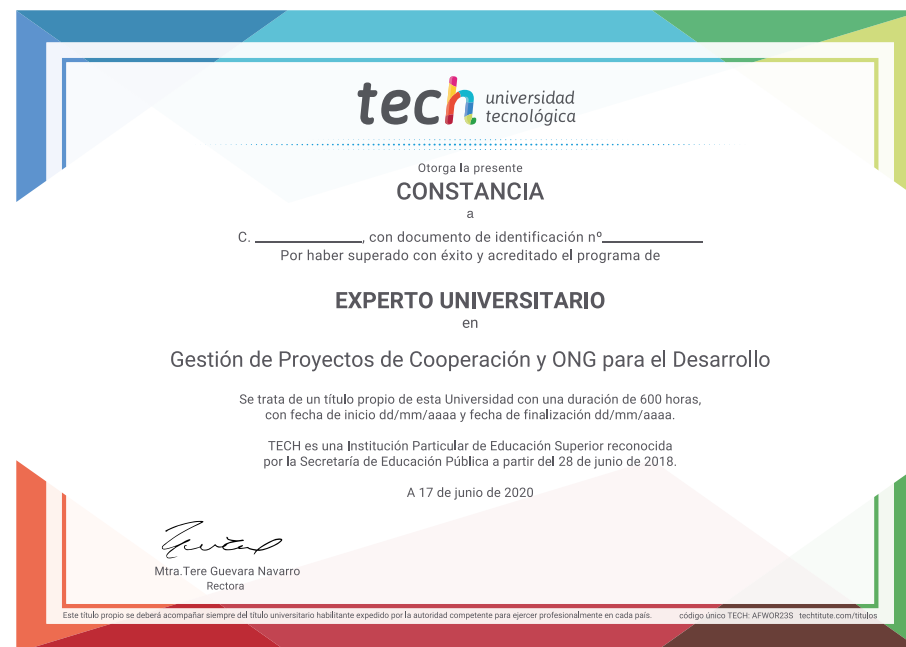 tech universidad
tecnológica
Otorga la presente
CONSTANCIA
a
C. ____________, con documento de identificación nº____________
Por haber superado con éxito y acreditado el programa de
EXPERTO UNIVERSITARIO
en
Gestión de Proyectos de Cooperación y ONG para el Desarrollo
Se trata de un título propio de esta Universidad con una duración de 600 horas,
con fecha de inicio dd/mm/aaaa y fecha de finalización dd/mm/aaaa.
TECH es una Institución Particular de Educación Superior reconocida
por la Secretaría de Educación Pública a partir del 28 de junio de 2018.
A 17 de junio de 2020
Mtra.Tere Guevara Navarro
Rectora
Este título propio se deberá acompañar siempre del título universitario habilitante expedido por la autoridad competente para ejercer profesionalmente en cada país. código único TECH: AFWOR23S techtitute.com/titulos